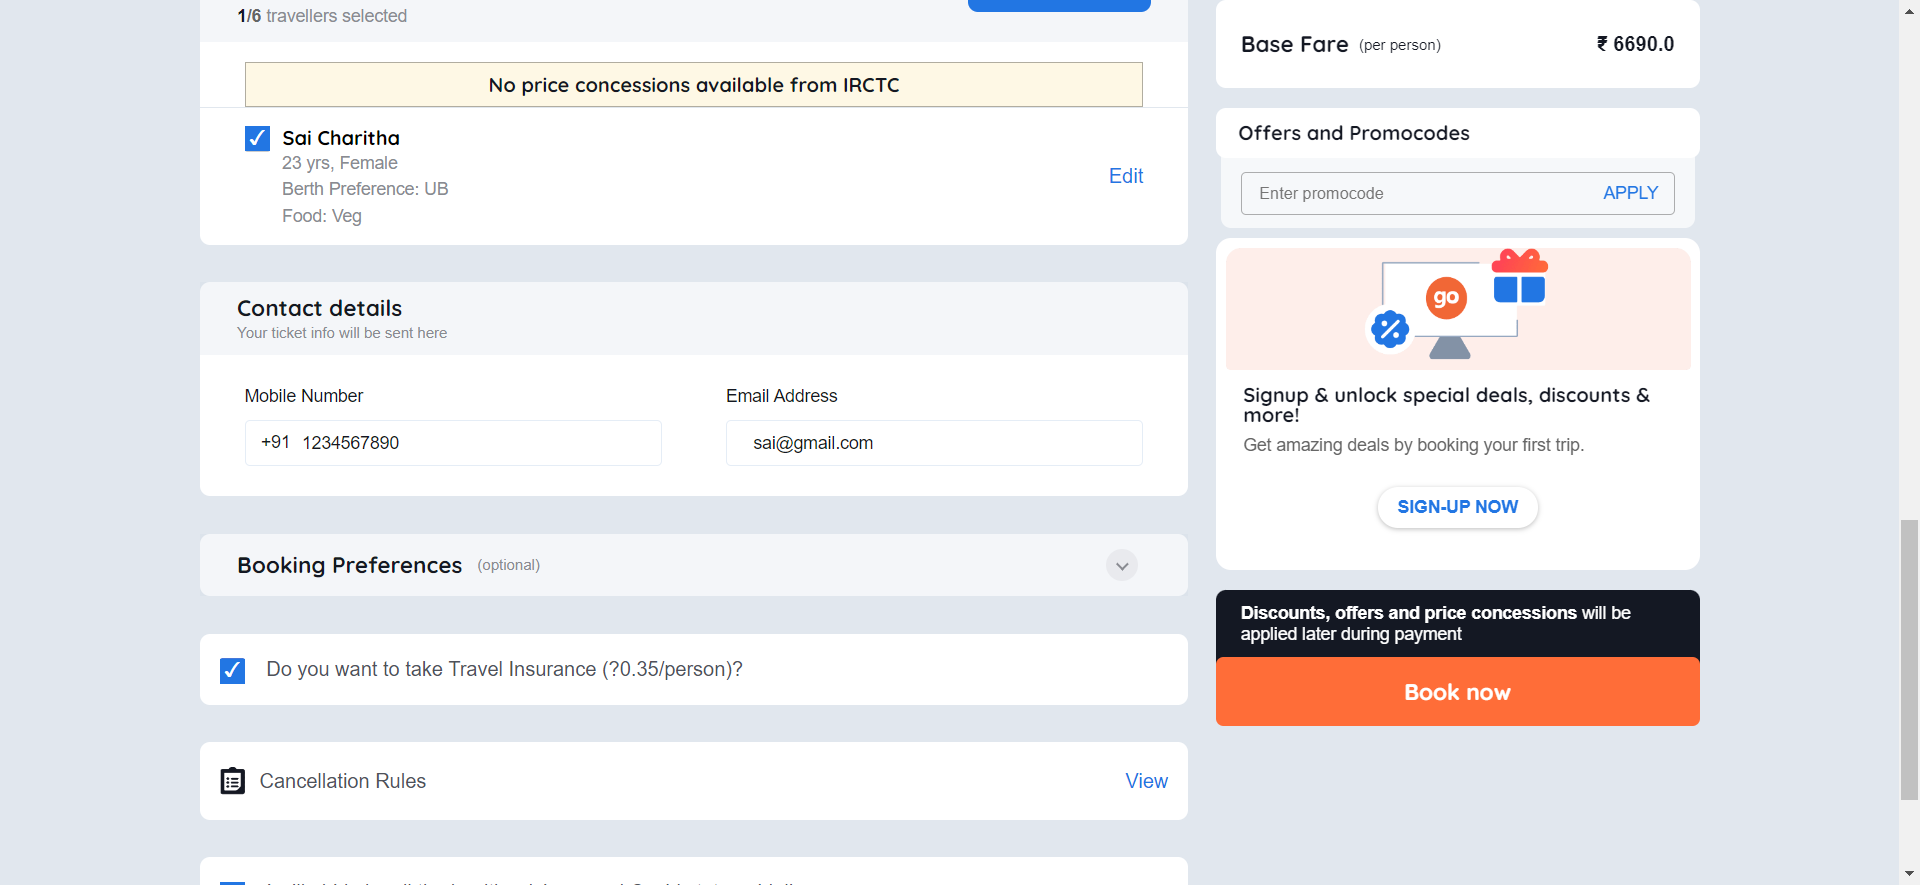 1/6 travellers selected
No price concessions available from IRCTC
Sai Charitha
23 yrs, Female
Berth Preference: UB
Food: Veg
Edit
Contact details
Your ticket info will be sent here
Mobile Number
+91 1234567890
Email Address
sai@gmail.com
Booking Preferences (optional)
Do you want to take Travel Insurance (?0.35/person)?
Cancellation Rules
View
Base Fare (per person) ₹ 6690.0
Offers and Promocodes
Enter promocode APPLY
go
Signup & unlock special deals, discounts &
more!
Get amazing deals by booking your first trip.
SIGN-UP NOW
Discounts, offers and price concessions will be
applied later during payment
Book now